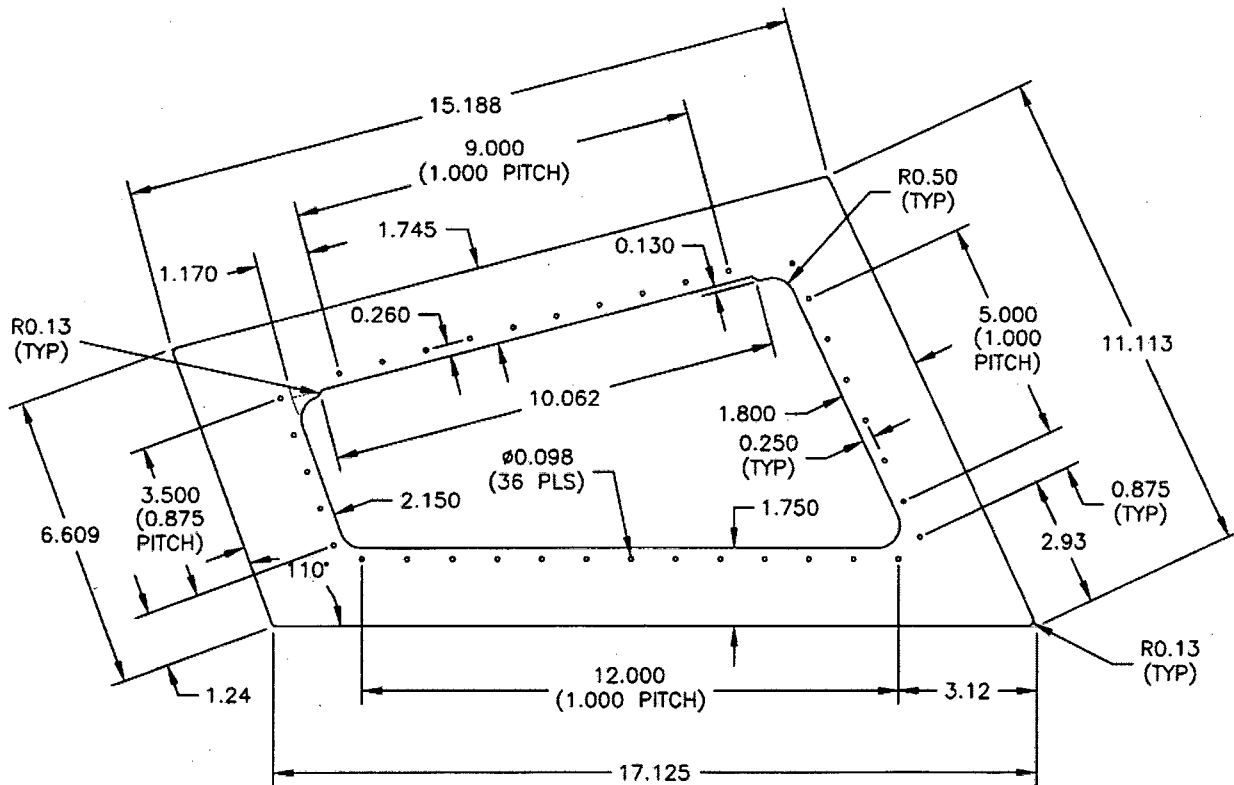 15.188
9.000
(1.000 PITCH)
R0.50
(TYP)
1.745
0.130
1.170
0.260
R0.13
(TYP)
5.000
(1.000
PITCH)
11.113
10.062
1.800
0.250
(TYP)
ø0.098
(36 PLS)
3.500
(0.875
PITCH)
2.150
1.750
0.875
(TYP)
6.609
2.93
110°
R0.13
(TYP)
1.24
12.000
(1.000 PITCH)
3.12
17.125